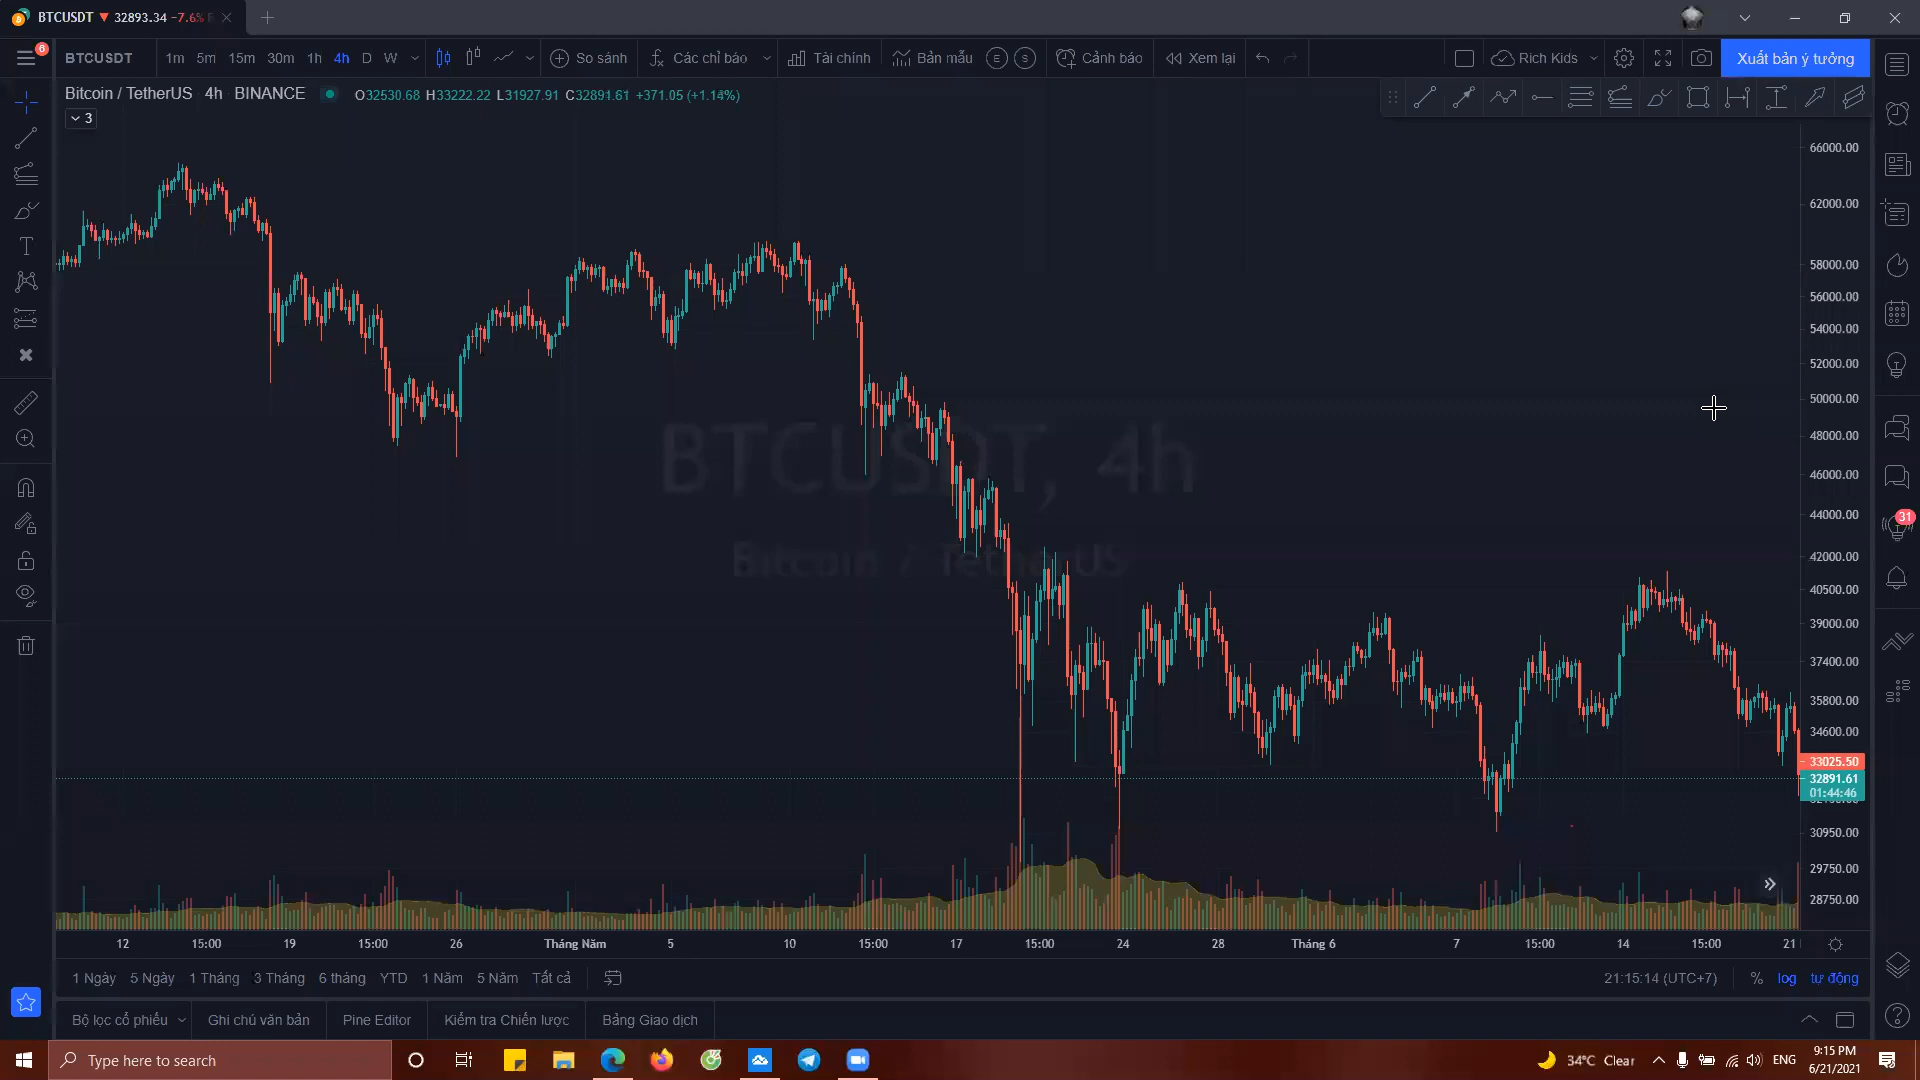 BTCUSDT ▼ 32893.34 −7.6%
6
BTCUSDT 1m 5m 15m 30m 1h 4h D W So sánh Các chỉ báo Tài chính Bản mẫu E S Cảnh báo Xem lại Rich Kids Xuất bản ý tưởng
Bitcoin / TetherUS 4h BINANCE O32530.68 H33222.22 L31927.91 C32891.61 +371.05 (+1.14%)
3
66000.00
62000.00
58000.00
56000.00
54000.00
52000.00
50000.00
48000.00
46000.00
44000.00
42000.00
40500.00
39000.00
37400.00
35800.00
34600.00
33025.50
32891.61
01:44:46
30950.00
29750.00
28750.00
BTCUSDT, 4h
Bitcoin / TetherUS
31
12 15:00 19 15:00 26 Tháng Năm 5 10 15:00 17 15:00 24 28 Tháng 6 7 15:00 14 15:00 21
1 Ngày 5 Ngày 1 Tháng 3 Tháng 6 tháng YTD 1 Năm 5 Năm Tất cả 21:15:14 (UTC+7) % log tự động
Bộ lọc cổ phiếu Ghi chú văn bản Pine Editor Kiểm tra Chiến lược Bảng Giao dịch
Type here to search
34°C Clear ENG
9:15 PM
6/21/2021